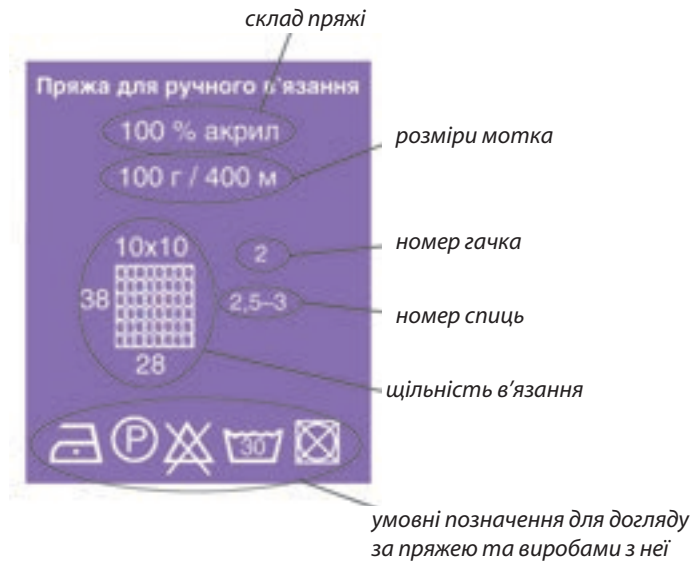 склад пряжі
Пряжа для ручного в'язання
100 % акрил
розміри мотка
100 г / 400 м
10x10
2
номер гачка
38
2,5–3
номер спиць
28
щільність в'язання
P
30
умовні позначення для догляду
за пряжею та виробами з неї